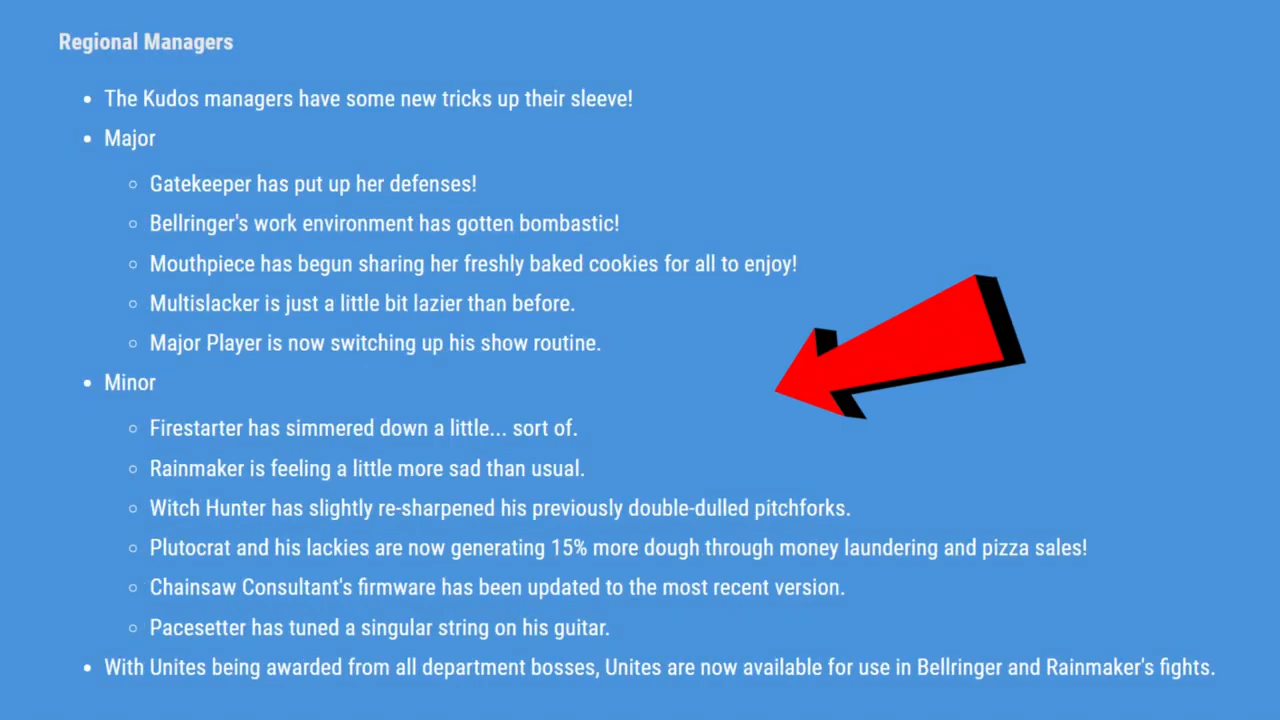 Regional Managers
The Kudos managers have some new tricks up their sleeve!
Major
Gatekeeper has put up her defenses!
Bellringer's work environment has gotten bombastic!
Mouthpiece has begun sharing her freshly baked cookies for all to enjoy!
Multislacker is just a little bit lazier than before.
Major Player is now switching up his show routine.
Minor
Firestarter has simmered down a little... sort of.
Rainmaker is feeling a little more sad than usual.
Witch Hunter has slightly re-sharpened his previously double-dulled pitchforks.
Plutocrat and his lackies are now generating 15% more dough through money laundering and pizza sales!
Chainsaw Consultant's firmware has been updated to the most recent version.
Pacesetter has tuned a singular string on his guitar.
With Unites being awarded from all department bosses, Unites are now available for use in Bellringer and Rainmaker's fights.